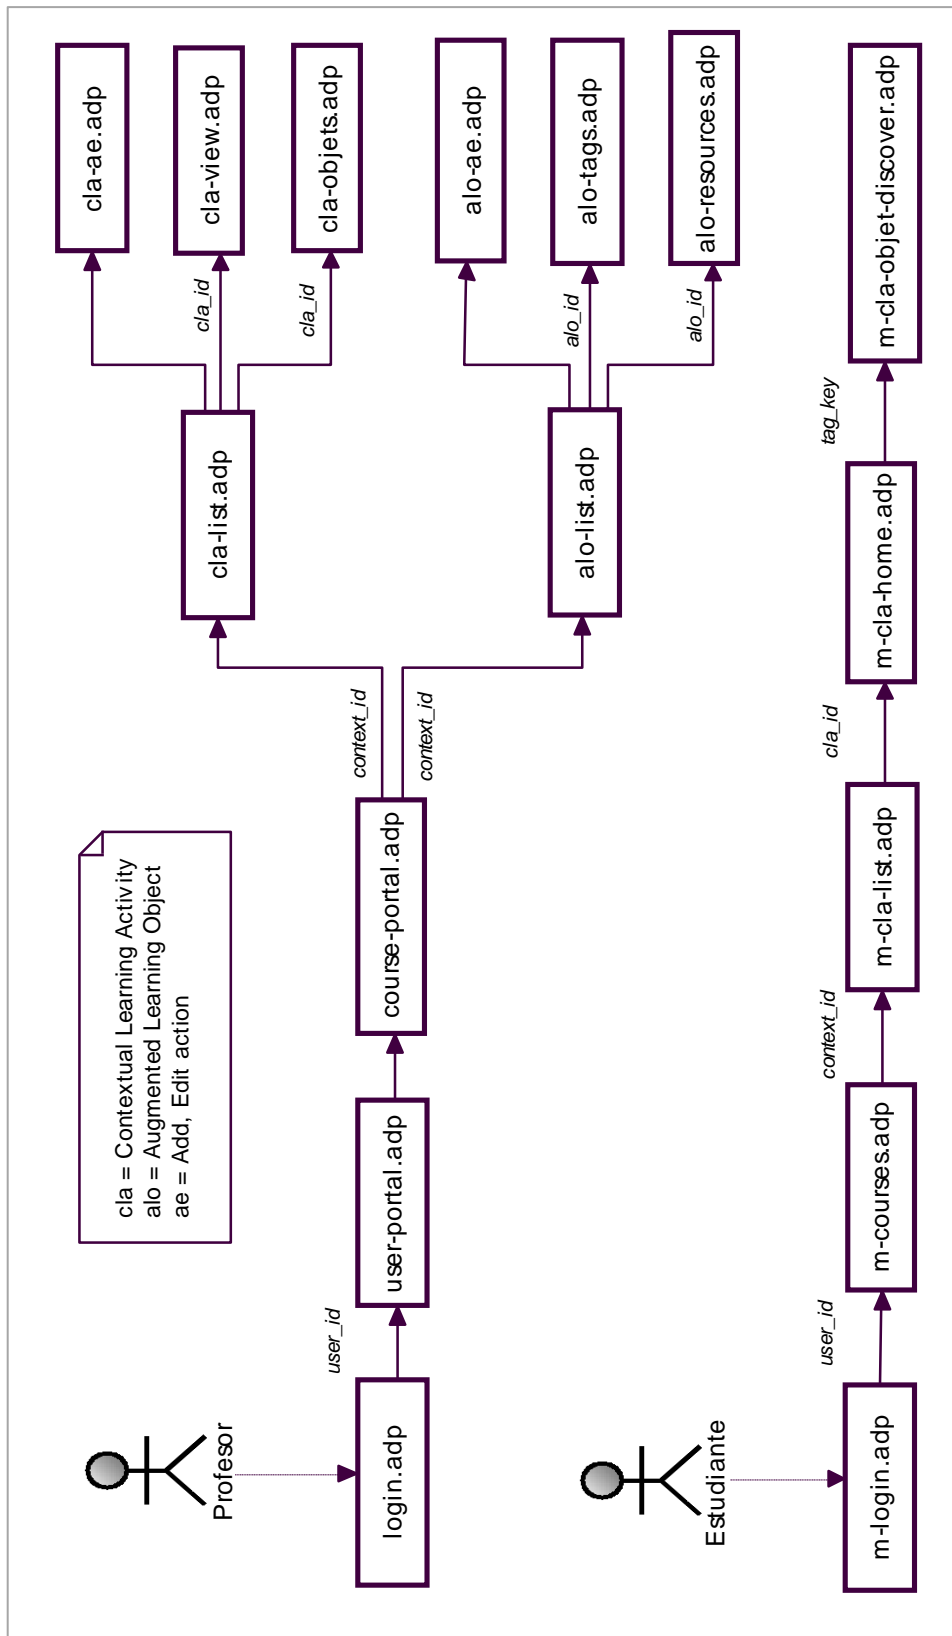 cla = Contextual Learning Activity
alo = Augmented Learning Object
ae = Add, Edit action
Profesor
login.adp
user_id
user-portal.adp
course-portal.adp
context_id
context_id
cla-list.adp
cla-ae.adp
cla_id
cla-view.adp
cla_id
cla-objets.adp
alo-list.adp
alo-ae.adp
alo_id
alo-tags.adp
alo_id
alo-resources.adp
Estudiante
m-login.adp
user_id
m-courses.adp
context_id
m-cla-list.adp
cla_id
m-cla-home.adp
tag_key
m-cla-objet-discover.adp